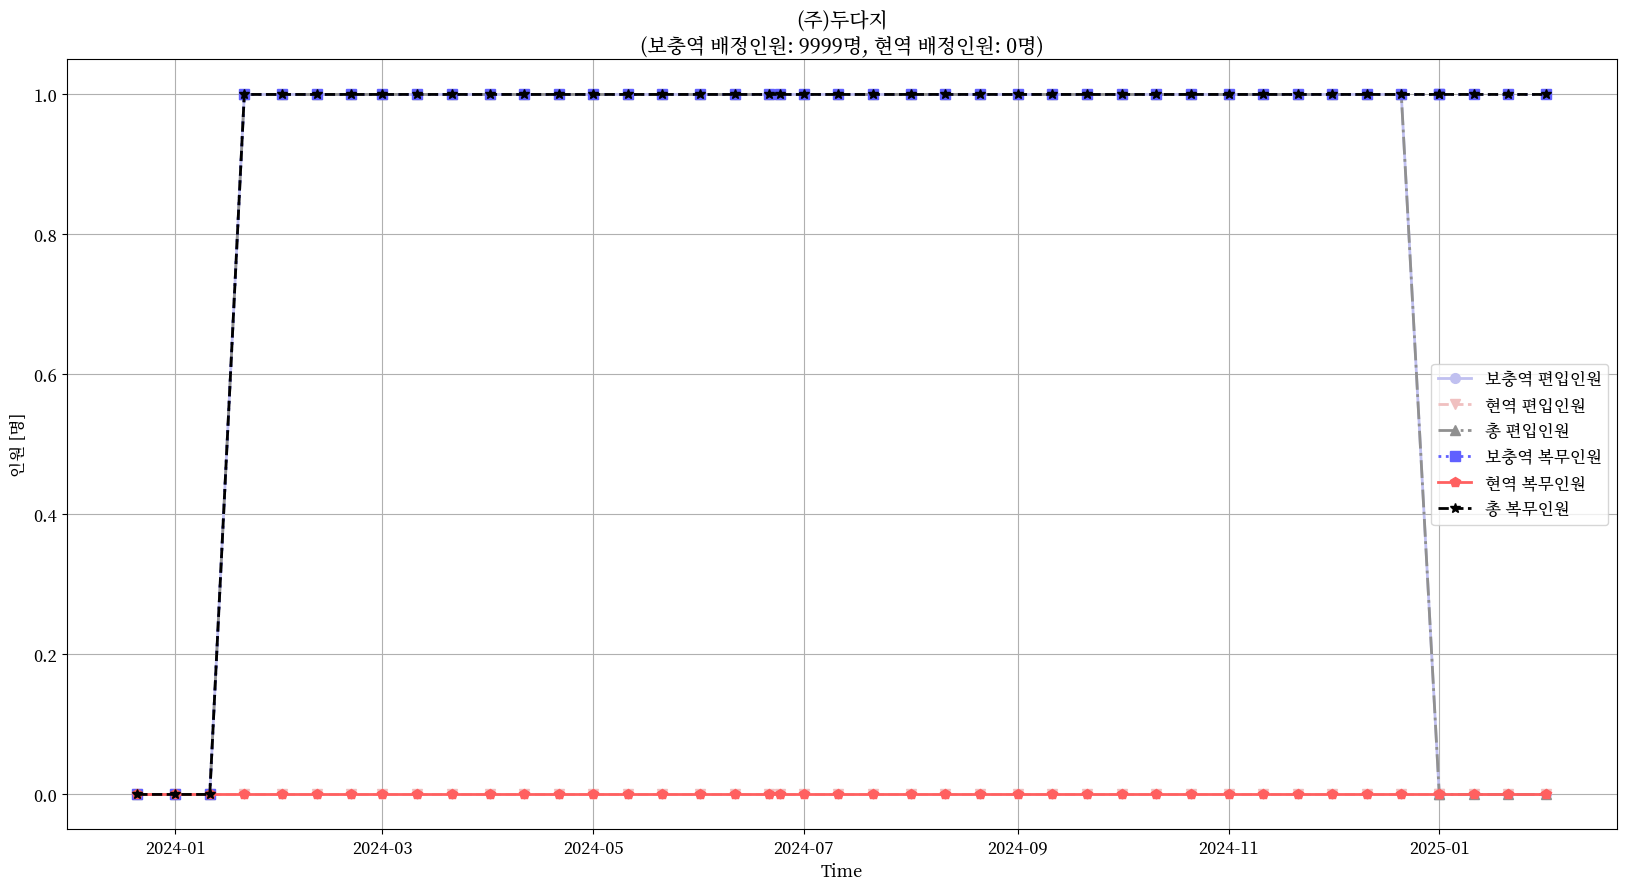 (주)두다지
(보충역 배정인원: 9999명, 현역 배정인원: 0명)
1.0
0.8
0.6
0.4
0.2
0.0
인원 [명]
보충역 편입인원
현역 편입인원
총 편입인원
보충역 복무인원
현역 복무인원
총 복무인원
2024-01
2024-03
2024-05
2024-07
2024-09
2024-11
2025-01
Time